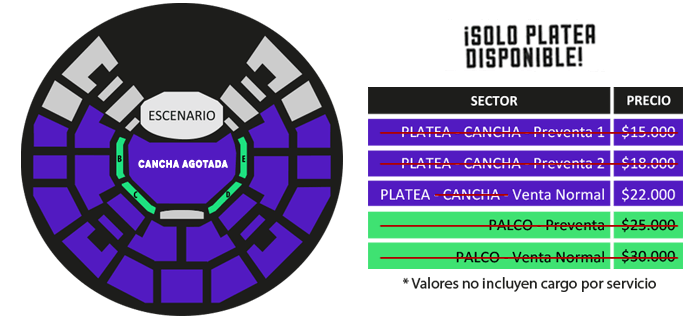 ESCENARIO
B
E
CANCHA AGOTADA
C
D
¡SOLO PLATEA
DISPONIBLE!
SECTOR PRECIO
PLATEA - CANCHA - Preventa 1 $15.000
PLATEA - CANCHA - Preventa 2 $18.000
PLATEA - CANCHA - Venta Normal $22.000
PALCO - Preventa $25.000
PALCO - Venta Normal $30.000
* Valores no incluyen cargo por servicio